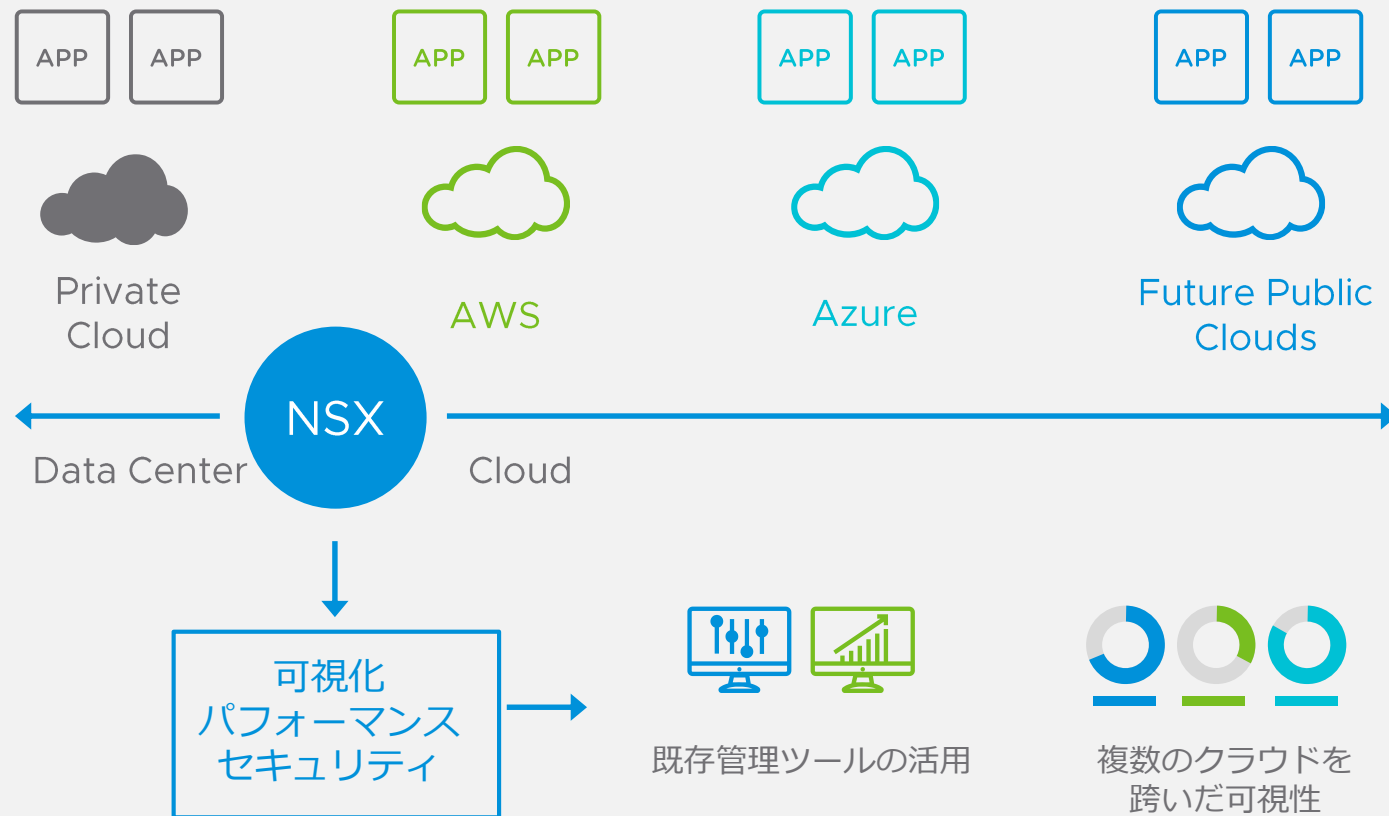 APP APP APP APP APP APP APP APP
Private
Cloud
AWS
Azure
Future Public
Clouds
NSX
Data Center
Cloud
可視化
パフォーマンス
セキュリティ
既存管理ツールの活用
複数のクラウドを
跨いだ可視性